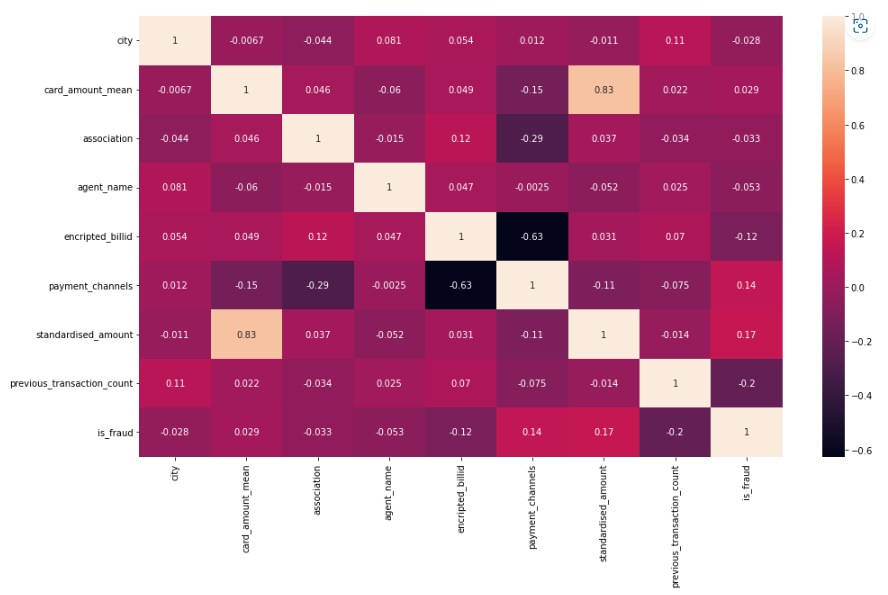 city 1 -0.0067 -0.044 0.081 0.054 0.012 -0.011 0.11 -0.028
card_amount_mean -0.0067 1 0.046 -0.06 0.049 -0.15 0.83 0.022 0.029
association -0.044 0.046 1 -0.015 0.12 -0.29 0.037 -0.034 -0.033
agent_name 0.081 -0.06 -0.015 1 0.047 -0.0025 -0.052 0.025 -0.053
encripted_billid 0.054 0.049 0.12 0.047 1 -0.63 0.031 0.07 -0.12
payment_channels 0.012 -0.15 -0.29 -0.0025 -0.63 1 -0.11 -0.075 0.14
standardised_amount -0.011 0.83 0.037 -0.052 0.031 -0.11 1 -0.014 0.17
previous_transaction_count 0.11 0.022 -0.034 0.025 0.07 -0.075 -0.014 1 -0.2
is_fraud -0.028 0.029 -0.033 -0.053 -0.12 0.14 0.17 -0.2 1
city
card_amount_mean
association
agent_name
encripted_billid
payment_channels
standardised_amount
previous_transaction_count
is_fraud
1.0
0.8
0.6
0.4
0.2
0.0
−0.2
−0.4
−0.6